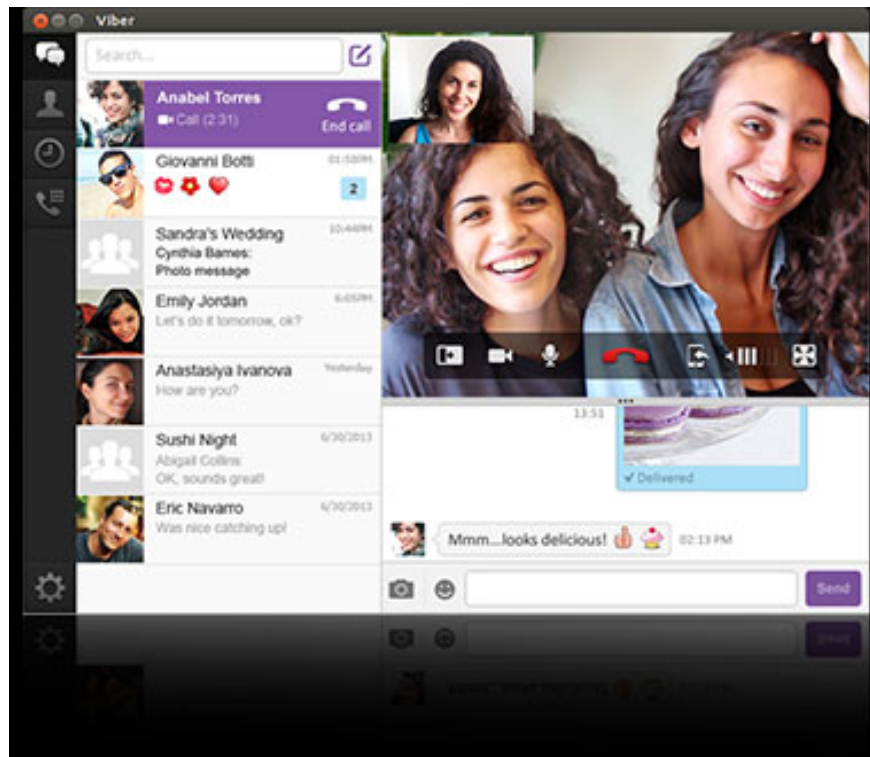 Viber
Search...
Anabel Torres
Call (2:31)
End call
Giovanni Botti
01:58PM
2
Sandra's Wedding
10:44PM
Cynthia Barnes:
Photo message
Emily Jordan
6:05PM
Let's do it tomorrow, ok?
Anastasiya Ivanova
Yesterday
How are you?
Sushi Night
6/30/2013
Abigail Collins:
OK, sounds great!
Eric Navarro
6/30/2013
Was nice catching up!
13:51
Delivered
Mmm...looks delicious!
02:13 PM
Send